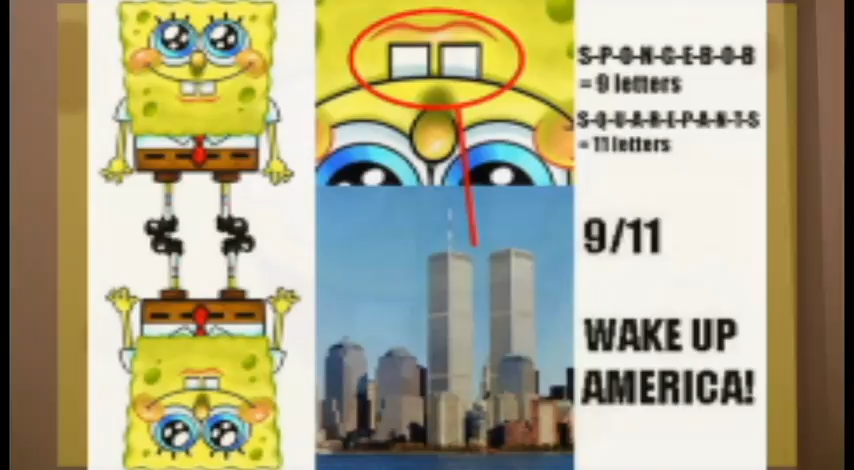 S-P-O-N-G-E-B-O-B
= 9 letters
S-Q-U-A-R-E-P-A-N-T-S
= 11 letters
9/11
WAKE UP
AMERICA!